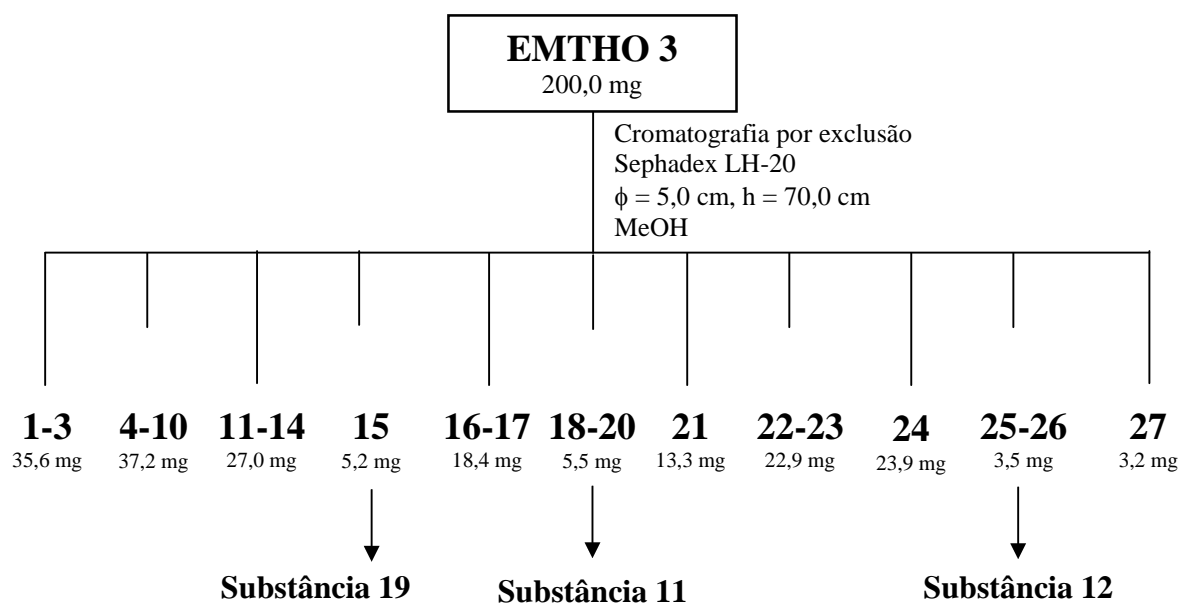 EMTHO 3
200,0 mg
Cromatografia por exclusão
Sephadex LH-20
ϕ = 5,0 cm, h = 70,0 cm
MeOH
1-3 4-10 11-14 15 16-17 18-20 21 22-23 24 25-26 27
35,6 mg 37,2 mg 27,0 mg 5,2 mg 18,4 mg 5,5 mg 13,3 mg 22,9 mg 23,9 mg 3,5 mg 3,2 mg
Substância 19 Substância 11 Substância 12